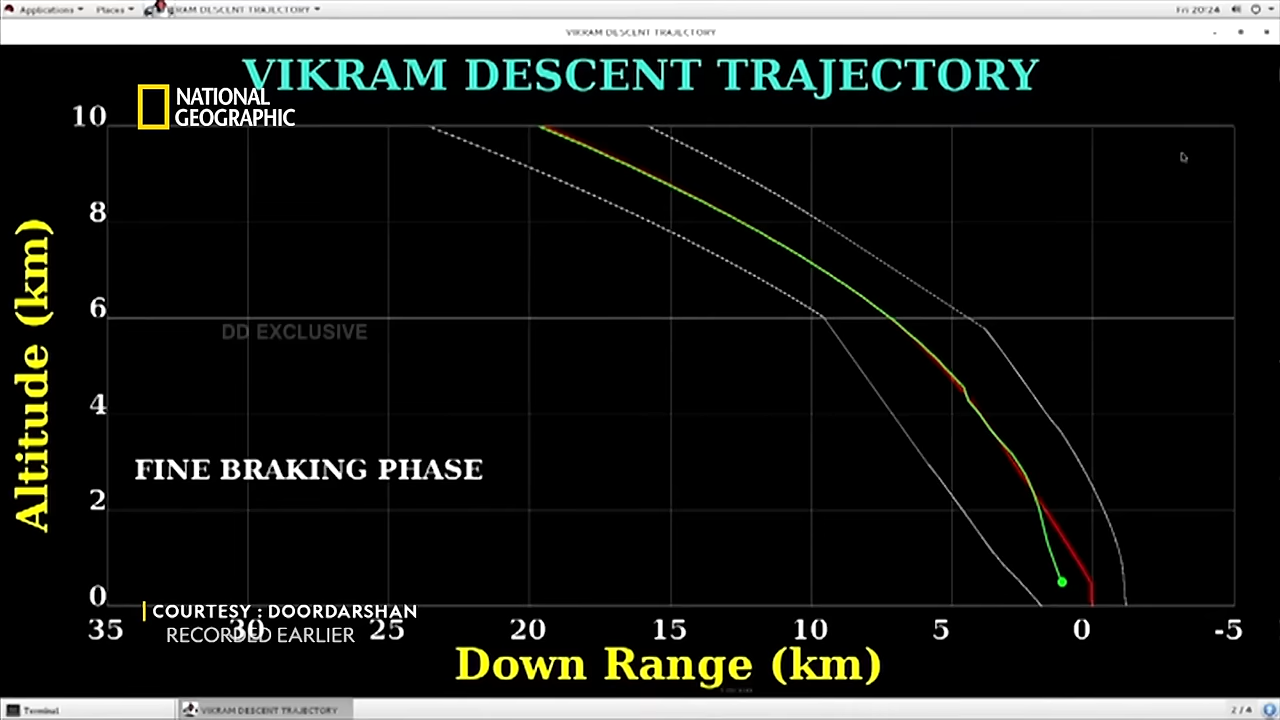 Applications Places VIKRAM DESCENT TRAJECTORY Fri 20:24
VIKRAM DESCENT TRAJECTORY
VIKRAM DESCENT TRAJECTORY
NATIONAL
GEOGRAPHIC
10
8
6
4
2
0
Altitude (km)
DD EXCLUSIVE
FINE BRAKING PHASE
COURTESY : DOORDARSHAN
RECORDED EARLIER
35 30 25 20 15 10 5 0 -5
Down Range (km)
Terminal VIKRAM DESCENT TRAJECTORY 2 / 4